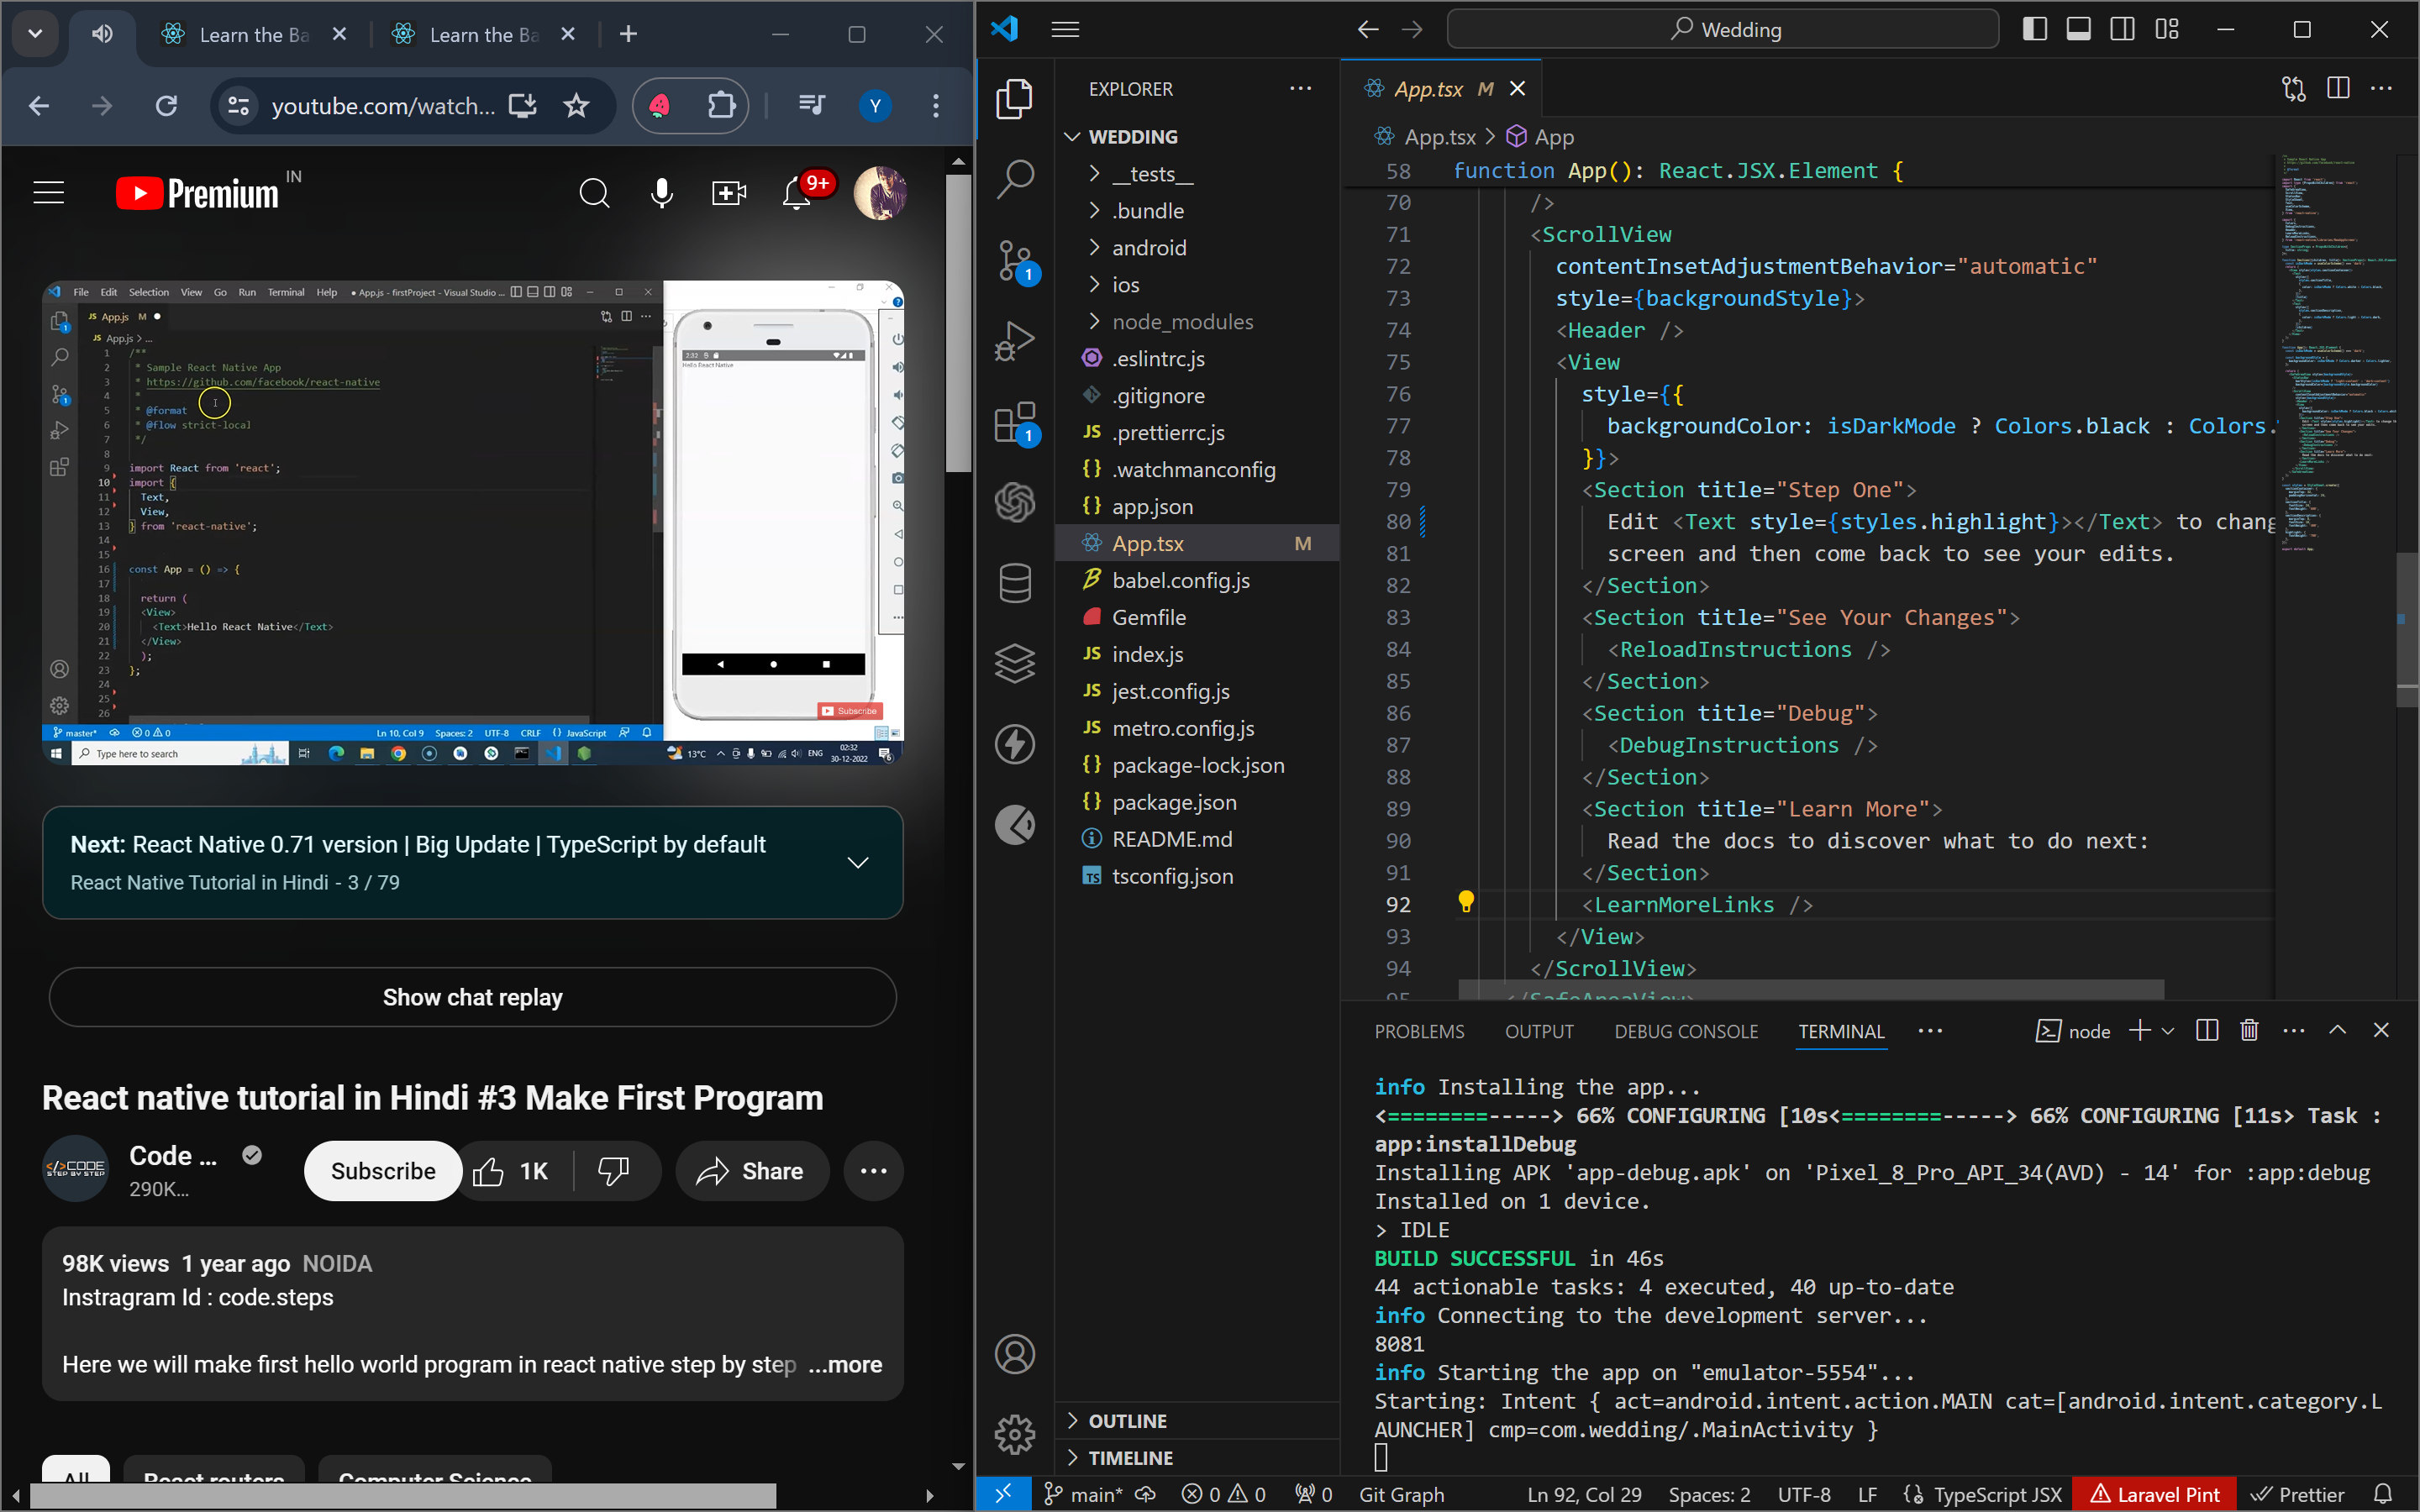 Learn the Ba
Learn the Ba
youtube.com/watch...
Y
Premium
IN
9+
File Edit Selection View Go Run Terminal Help
● App.js - firstProject - Visual Studio ...
JS App.js M ●
JS App.js > ...
1 /**
2 * Sample React Native App
3 * https://github.com/facebook/react-native
4 *
5 * @format
6 * @flow strict-local
7 */
8
9 import React from 'react';
10 import {
11 Text,
12 View,
13 } from 'react-native';
14
15
16 const App = () => {
17
18 return (
19 <View>
20 <Text>Hello React Native</Text>
21 </View>
22 );
23 };
24
25
26
master* 0 0 Ln 10, Col 9 Spaces: 2 UTF-8 CRLF {} JavaScript
Type here to search
13°C ENG 02:32
30-12-2022
2:32
Hello React Native
Subscribe
Next: React Native 0.71 version | Big Update | TypeScript by default
React Native Tutorial in Hindi - 3 / 79
Show chat replay
React native tutorial in Hindi #3 Make First Program
</>CODE
STEP BY STEP
Code ...
290K...
Subscribe
1K
Share
98K views 1 year ago NOIDA
Instragram Id : code.steps
Here we will make first hello world program in react native step by step ...more
All
React routers
Computer Science
Wedding
EXPLORER
WEDDING
__tests__
.bundle
android
ios
node_modules
.eslintrc.js
.gitignore
JS .prettierrc.js
{} .watchmanconfig
{} app.json
App.tsx M
babel.config.js
Gemfile
JS index.js
JS jest.config.js
JS metro.config.js
{} package-lock.json
{} package.json
README.md
TS tsconfig.json
OUTLINE
TIMELINE
1
1
App.tsx M
App.tsx > App
58 function App(): React.JSX.Element {
70 />
71 <ScrollView
72 contentInsetAdjustmentBehavior="automatic"
73 style={backgroundStyle}>
74 <Header />
75 <View
76 style={{
77 backgroundColor: isDarkMode ? Colors.black : Colors.
78 }}>
79 <Section title="Step One">
80 Edit <Text style={styles.highlight}></Text> to chang
81 screen and then come back to see your edits.
82 </Section>
83 <Section title="See Your Changes">
84 <ReloadInstructions />
85 </Section>
86 <Section title="Debug">
87 <DebugInstructions />
88 </Section>
89 <Section title="Learn More">
90 Read the docs to discover what to do next:
91 </Section>
92 <LearnMoreLinks />
93 </View>
94 </ScrollView>
95 </SafeAreaView>
PROBLEMS OUTPUT DEBUG CONSOLE TERMINAL
node
info Installing the app...
<========-----> 66% CONFIGURING [10s<========-----> 66% CONFIGURING [11s> Task :
app:installDebug
Installing APK 'app-debug.apk' on 'Pixel_8_Pro_API_34(AVD) - 14' for :app:debug
Installed on 1 device.
> IDLE
BUILD SUCCESSFUL in 46s
44 actionable tasks: 4 executed, 40 up-to-date
info Connecting to the development server...
8081
info Starting the app on "emulator-5554"...
Starting: Intent { act=android.intent.action.MAIN cat=[android.intent.category.L
AUNCHER] cmp=com.wedding/.MainActivity }
main* 0 0 0 Git Graph Ln 92, Col 29 Spaces: 2 UTF-8 LF TypeScript JSX Laravel Pint Prettier